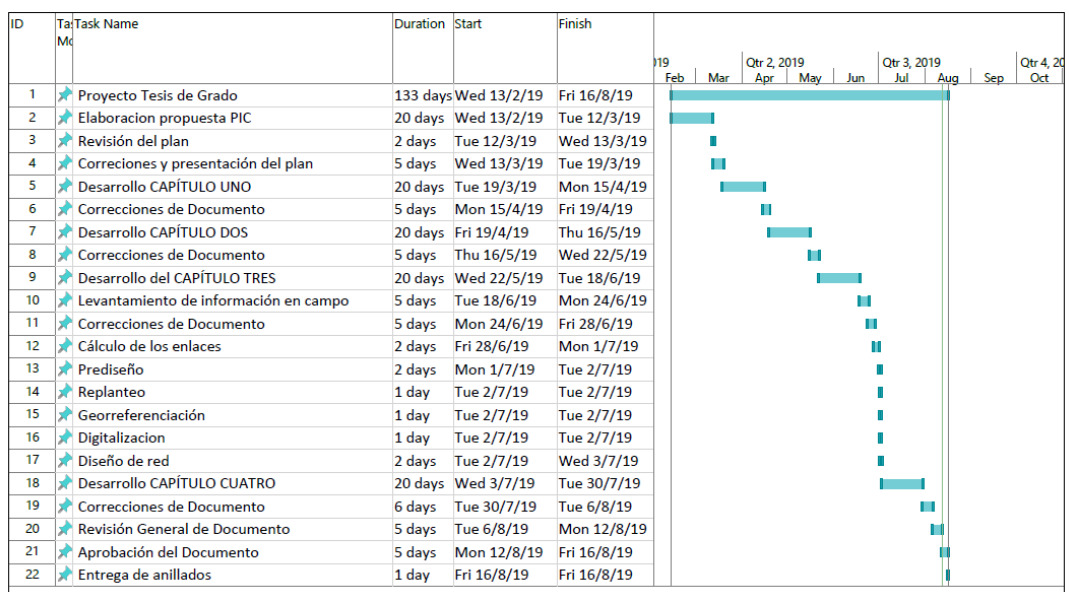 ID Ta: Task Name Duration Start Finish
Mo
)19 Qtr 2, 2019 Qtr 3, 2019 Qtr 4, 20
Feb Mar Apr May Jun Jul Aug Sep Oct
1 Proyecto Tesis de Grado 133 days Wed 13/2/19 Fri 16/8/19
2 Elaboracion propuesta PIC 20 days Wed 13/2/19 Tue 12/3/19
3 Revisión del plan 2 days Tue 12/3/19 Wed 13/3/19
4 Correciones y presentación del plan 5 days Wed 13/3/19 Tue 19/3/19
5 Desarrollo CAPÍTULO UNO 20 days Tue 19/3/19 Mon 15/4/19
6 Correcciones de Documento 5 days Mon 15/4/19 Fri 19/4/19
7 Desarrollo CAPÍTULO DOS 20 days Fri 19/4/19 Thu 16/5/19
8 Correcciones de Documento 5 days Thu 16/5/19 Wed 22/5/19
9 Desarrollo del CAPÍTULO TRES 20 days Wed 22/5/19 Tue 18/6/19
10 Levantamiento de información en campo 5 days Tue 18/6/19 Mon 24/6/19
11 Correcciones de Documento 5 days Mon 24/6/19 Fri 28/6/19
12 Cálculo de los enlaces 2 days Fri 28/6/19 Mon 1/7/19
13 Prediseño 2 days Mon 1/7/19 Tue 2/7/19
14 Replanteo 1 day Tue 2/7/19 Tue 2/7/19
15 Georreferenciación 1 day Tue 2/7/19 Tue 2/7/19
16 Digitalizacion 1 day Tue 2/7/19 Tue 2/7/19
17 Diseño de red 2 days Tue 2/7/19 Wed 3/7/19
18 Desarrollo CAPÍTULO CUATRO 20 days Wed 3/7/19 Tue 30/7/19
19 Correcciones de Documento 6 days Tue 30/7/19 Tue 6/8/19
20 Revisión General de Documento 5 days Tue 6/8/19 Mon 12/8/19
21 Aprobación del Documento 5 days Mon 12/8/19 Fri 16/8/19
22 Entrega de anillados 1 day Fri 16/8/19 Fri 16/8/19